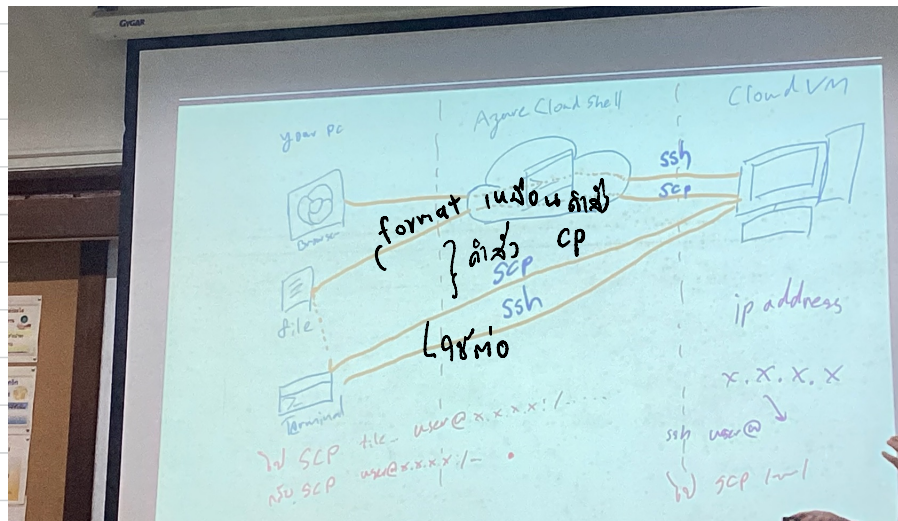 GYGAR
your PC
Azure Cloud Shell
Cloud VM
ssh
scp
Browser
format เหมือนคำสั่ง
คำสั่ง cp
scp
ssh
file
ใช้ต่อ
ip address
x.x.x.x
Terminal
ไป scp file user@x.x.x.x:/.....
กลับ scp user@x.x.x.x:/~ .
ssh user@
ไป scp